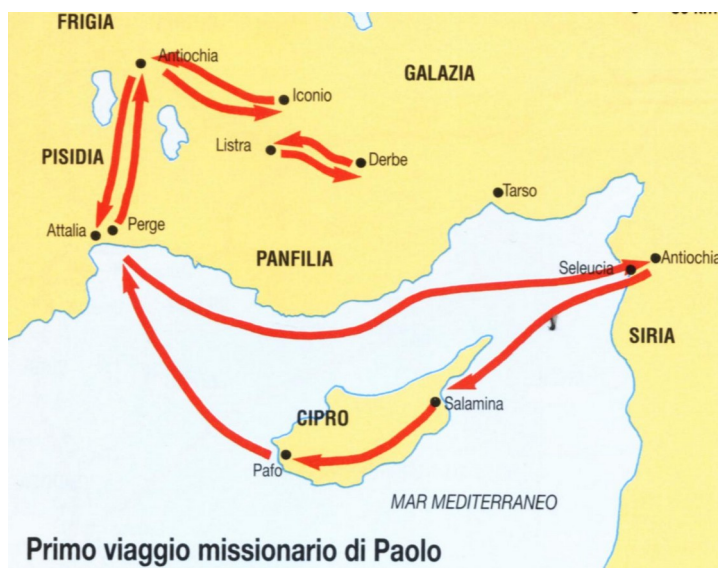 FRIGIA
Antiochia
GALAZIA
Iconio
Listra
Derbe
PISIDIA
Tarso
Attalia
Perge
PANFILIA
Seleucia
Antiochia
SIRIA
CIPRO
Salamina
Pafo
MAR MEDITERRANEO
Primo viaggio missionario di Paolo